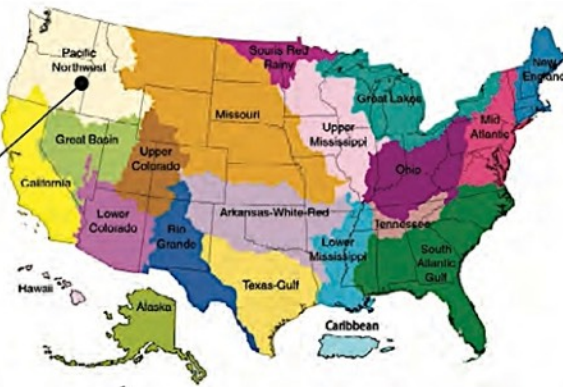 Pacific
Northwest
Souris Red
Rainy
New
England
Great Lakes
Missouri
Mid
Atlantic
Upper
Mississippi
Great Basin
Upper
Colorado
Ohio
California
Lower
Colorado
Rin
Grande
Arkansas-White-Red
Tennessee
Lower
Mississippi
South
Atlantic
Gulf
Texas-Gulf
Hawaii
Alaska
Caribbean